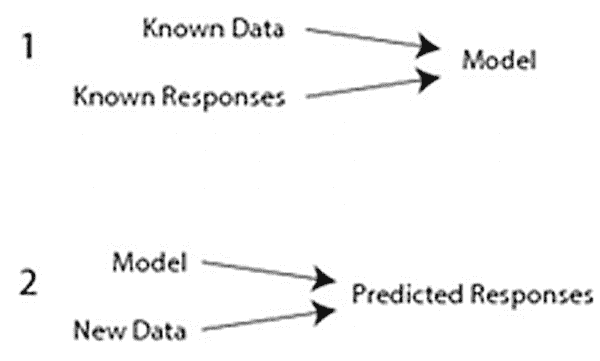 1
Known Data
Model
Known Responses
2
Model
Predicted Responses
New Data